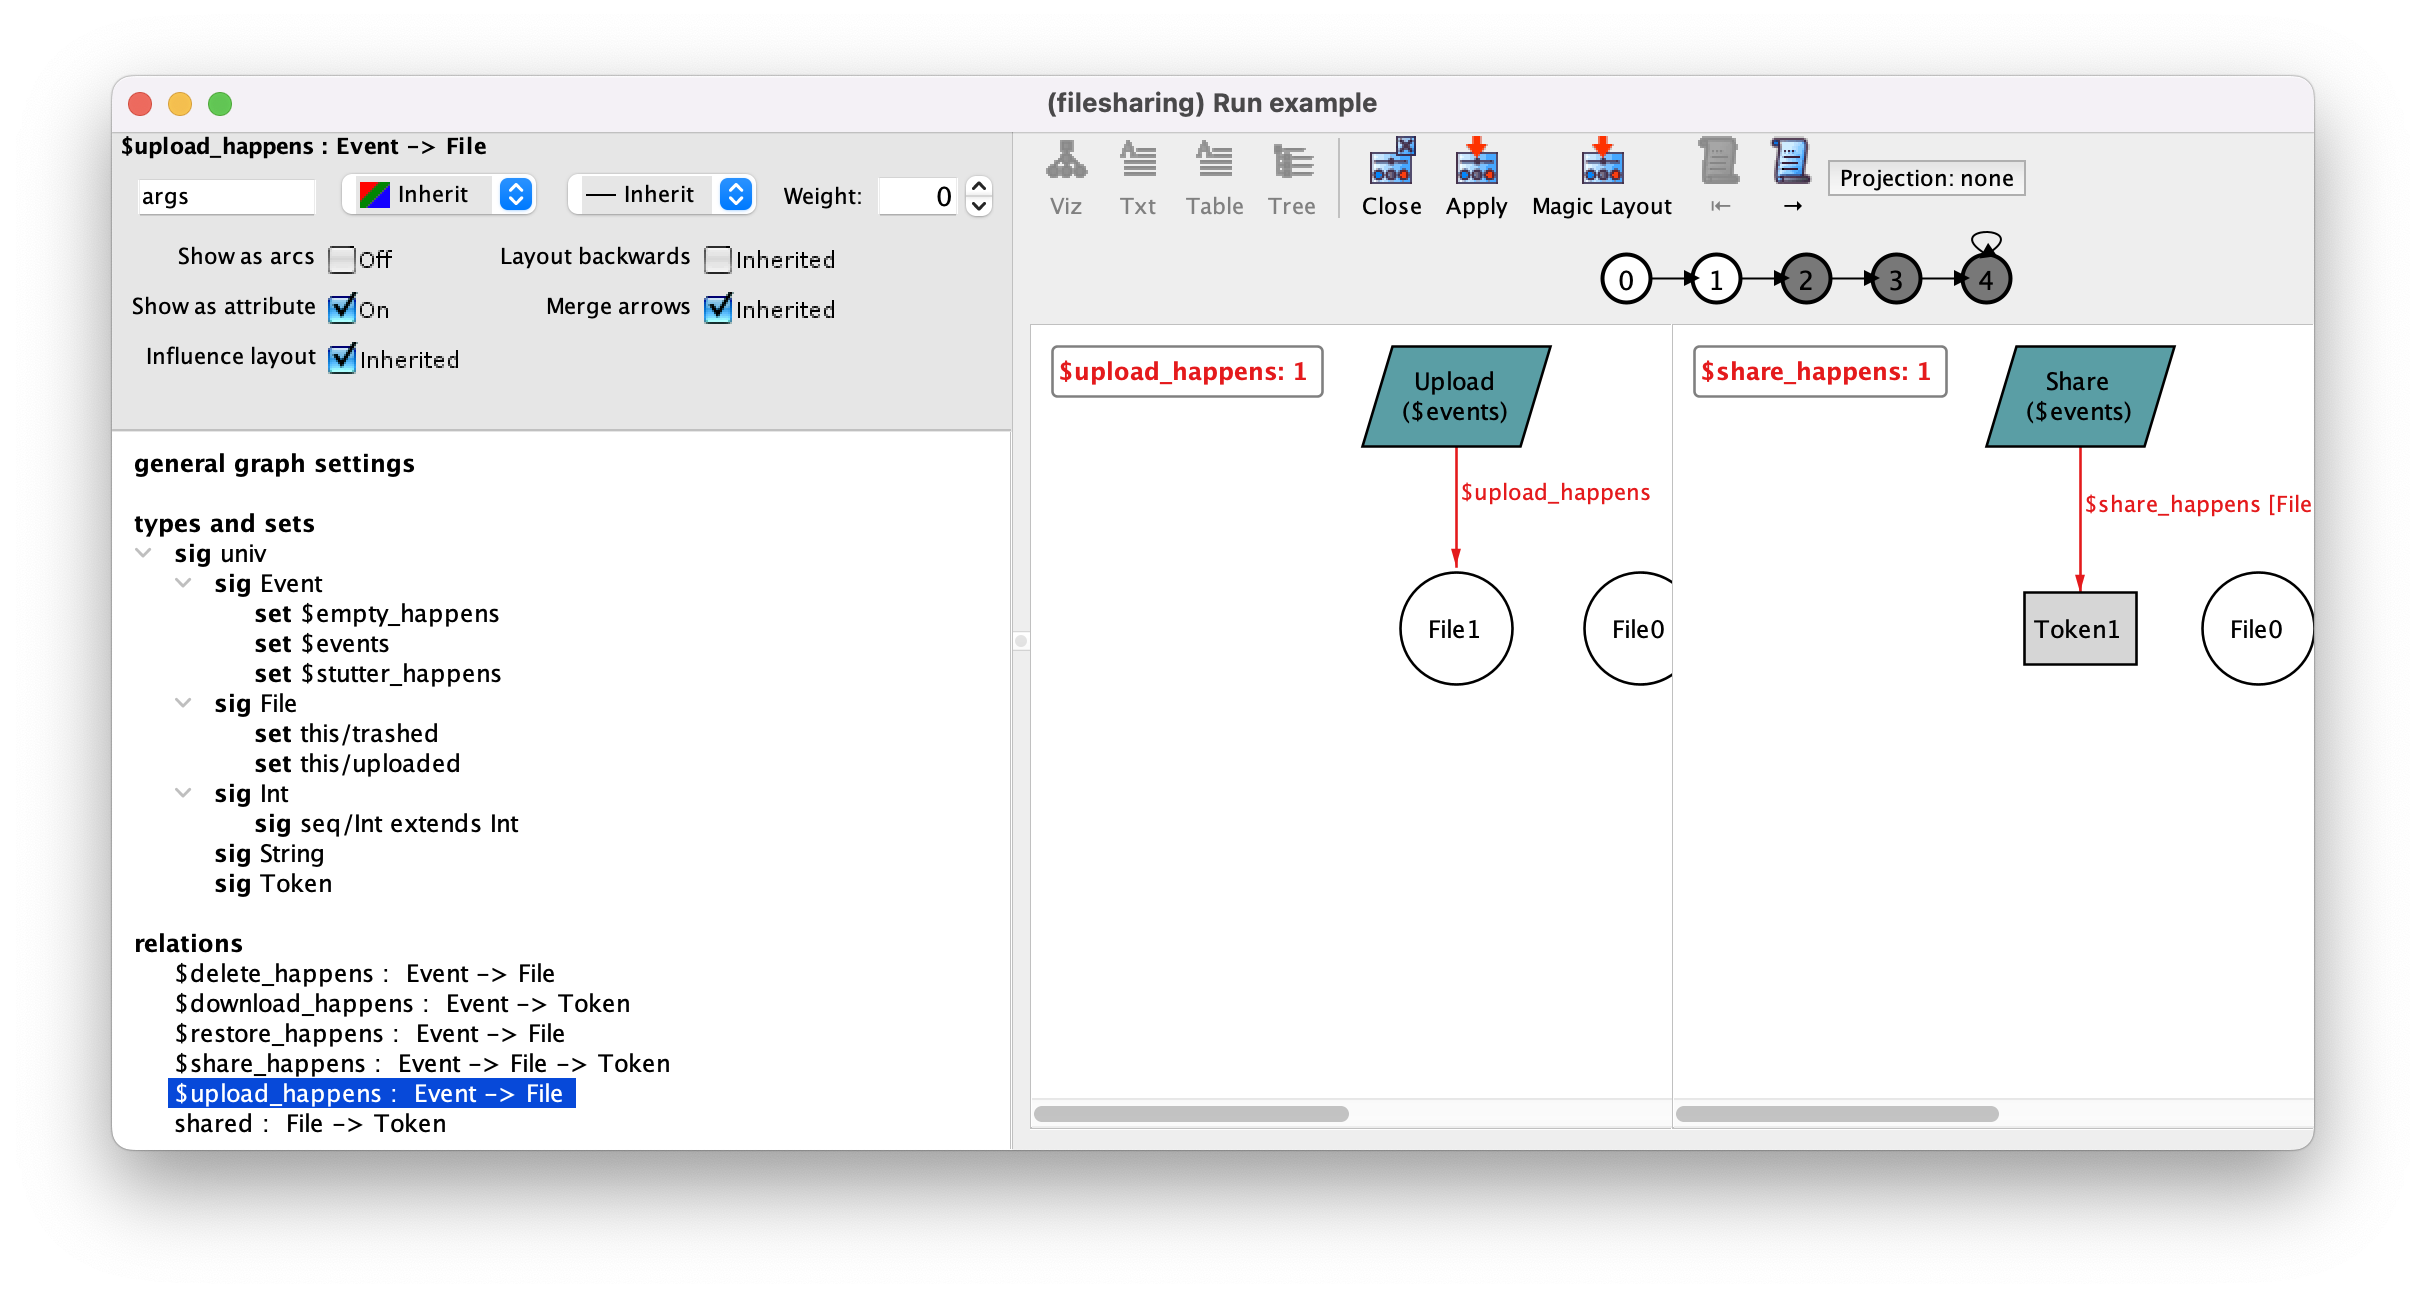 (filesharing) Run example
$upload_happens : Event -> File
args
Inherit
Inherit
Weight:
0
Show as arcs
Off
Layout backwards
Inherited
Show as attribute
On
Merge arrows
Inherited
Influence layout
Inherited
general graph settings
types and sets
sig univ
sig Event
set $empty_happens
set $events
set $stutter_happens
sig File
set this/trashed
set this/uploaded
sig Int
sig seq/Int extends Int
sig String
sig Token
relations
$delete_happens : Event -> File
$download_happens : Event -> Token
$restore_happens : Event -> File
$share_happens : Event -> File -> Token
$upload_happens : Event -> File
shared : File -> Token
Viz
Txt
Table
Tree
Close
Apply
Magic Layout
Projection: none
0
1
2
3
4
$upload_happens: 1
Upload
($events)
$upload_happens
File1
File0
$share_happens: 1
Share
($events)
$share_happens [File
Token1
File0